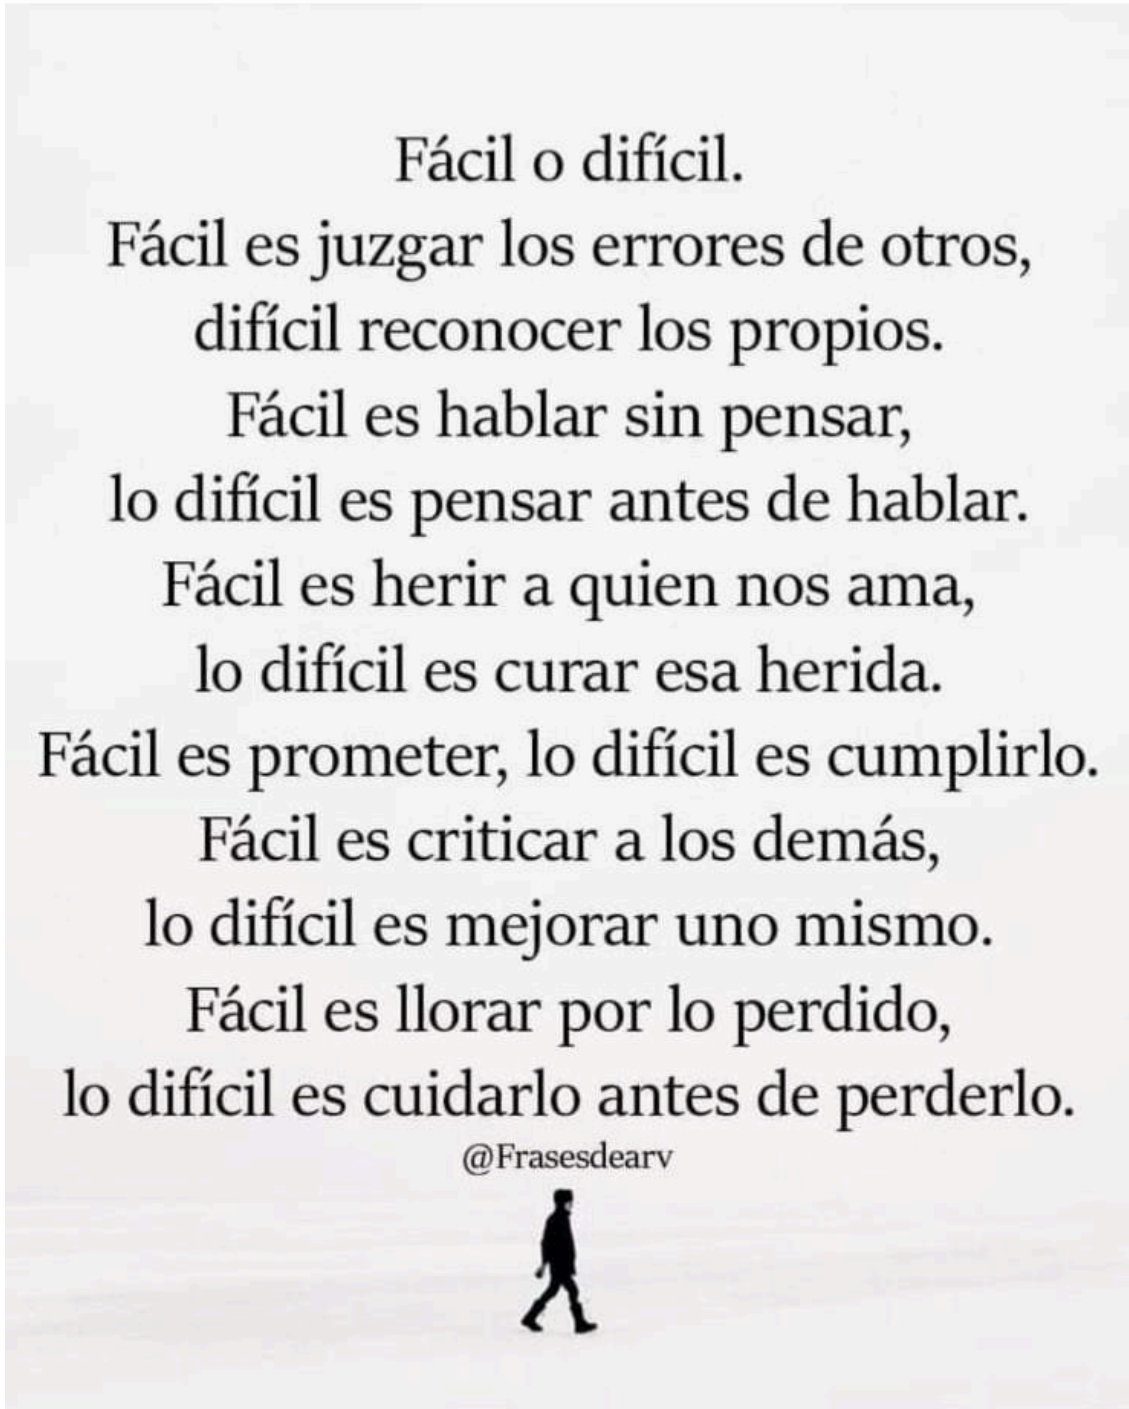 Fácil o difícil.
Fácil es juzgar los errores de otros,
difícil reconocer los propios.
Fácil es hablar sin pensar,
lo difícil es pensar antes de hablar.
Fácil es herir a quien nos ama,
lo difícil es curar esa herida.
Fácil es prometer, lo difícil es cumplirlo.
Fácil es criticar a los demás,
lo difícil es mejorar uno mismo.
Fácil es llorar por lo perdido,
lo difícil es cuidarlo antes de perderlo.
@Frasesdearv